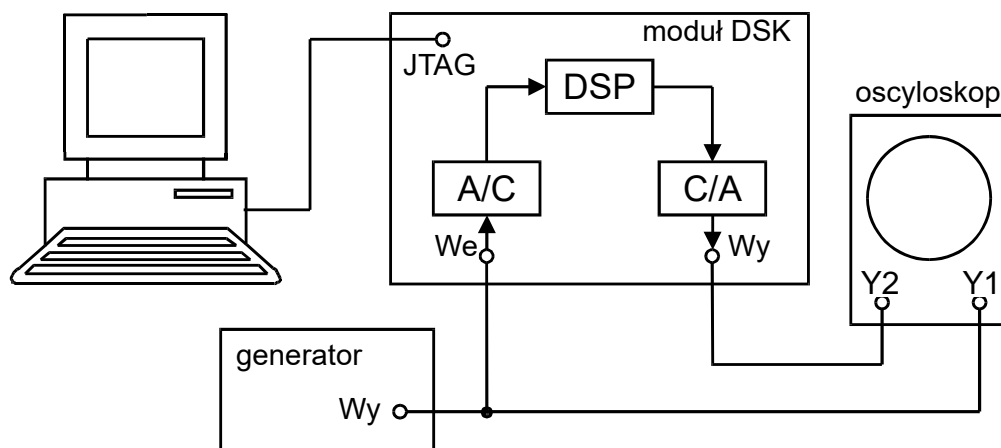 moduł DSK
JTAG
DSP
oscyloskop
A/C
C/A
We
Wy
Y2
Y1
generator
Wy